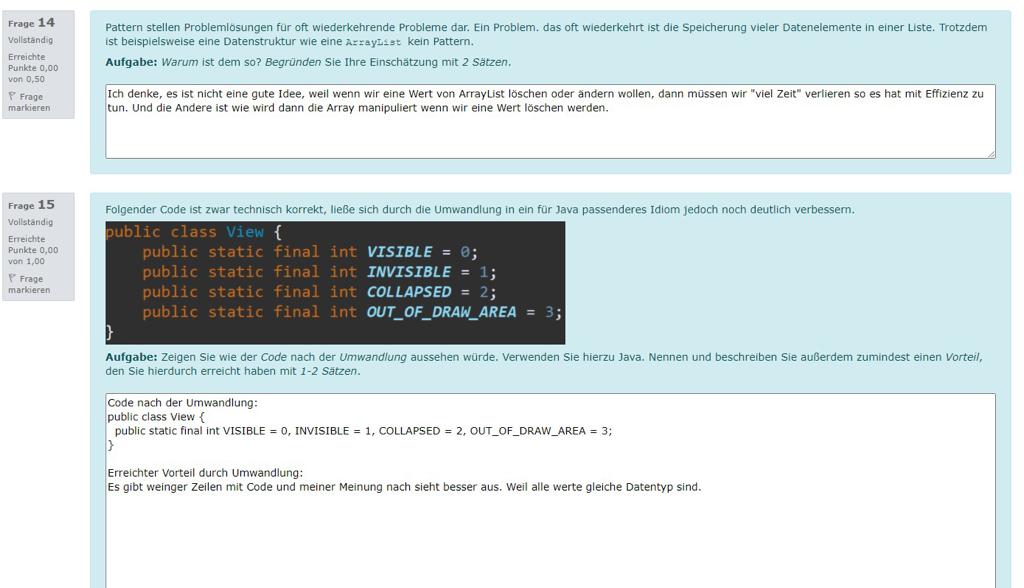 Frage 14
Vollständig
Erreichte
Punkte 0,00
von 0,50
Frage
markieren
Pattern stellen Problemlösungen für oft wiederkehrende Probleme dar. Ein Problem. das oft wiederkehrt ist die Speicherung vieler Datenelemente in einer Liste. Trotzdem
ist beispielsweise eine Datenstruktur wie eine ArrayList kein Pattern.
Aufgabe: Warum ist dem so? Begründen Sie Ihre Einschätzung mit 2 Sätzen.
Ich denke, es ist nicht eine gute Idee, weil wenn wir eine Wert von ArrayList löschen oder ändern wollen, dann müssen wir "viel Zeit" verlieren so es hat mit Effizienz zu
tun. Und die Andere ist wie wird dann die Array manipuliert wenn wir eine Wert löschen werden.
Frage 15
Vollständig
Erreichte
Punkte 0,00
von 1,00
Frage
markieren
Folgender Code ist zwar technisch korrekt, ließe sich durch die Umwandlung in ein für Java passenderes Idiom jedoch noch deutlich verbessern.
public class View {
public static final int VISIBLE = 0;
public static final int INVISIBLE = 1;
public static final int COLLAPSED = 2;
public static final int OUT_OF_DRAW_AREA = 3;
}
Aufgabe: Zeigen Sie wie der Code nach der Umwandlung aussehen würde. Verwenden Sie hierzu Java. Nennen und beschreiben Sie außerdem zumindest einen Vorteil,
den Sie hierdurch erreicht haben mit 1-2 Sätzen.
Code nach der Umwandlung:
public class View {
public static final int VISIBLE = 0, INVISIBLE = 1, COLLAPSED = 2, OUT_OF_DRAW_AREA = 3;
}
Erreichter Vorteil durch Umwandlung:
Es gibt weinger Zeilen mit Code und meiner Meinung nach sieht besser aus. Weil alle werte gleiche Datentyp sind.